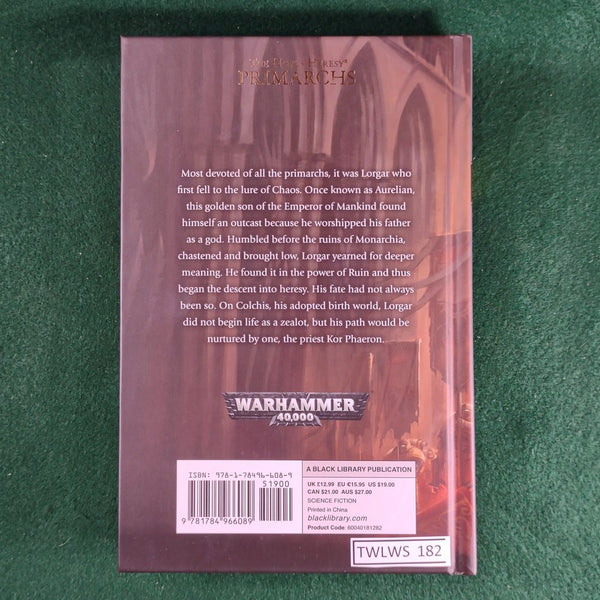 THE HORUS HERESY®
PRIMARCHS
Most devoted of all the primarchs, it was Lorgar who
first fell to the lure of Chaos. Once known as Aurelian,
this golden son of the Emperor of Mankind found
himself an outcast because he worshipped his father
as a god. Humbled before the ruins of Monarchia,
chastened and brought low, Lorgar yearned for deeper
meaning. He found it in the power of Ruin and thus
began the descent into heresy. His fate had not always
been so. On Colchis, his adopted birth world, Lorgar
did not begin life as a zealot, but his path would be
nurtured by one, the priest Kor Phaeron.
WARHAMMER
40,000
ISBN: 978-1-78496-608-9
51900
9 781784 966089
A BLACK LIBRARY PUBLICATION
UK £12.99 EU €15.95 US $19.00
CAN $21.00 AUS $27.00
SCIENCE FICTION
Printed in China
blacklibrary.com
Product Code: 60040181282
TWLWS 182